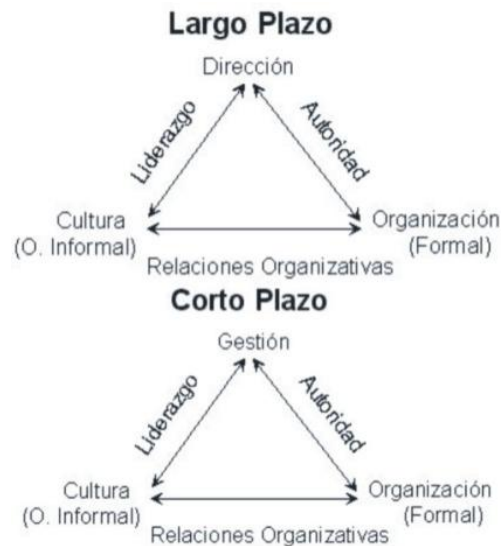 Largo Plazo
Dirección
Liderazgo
Autoridad
Cultura
(O. Informal)
Organización
(Formal)
Relaciones Organizativas
Corto Plazo
Gestión
Liderazgo
Autoridad
Cultura
(O. Informal)
Organización
(Formal)
Relaciones Organizativas